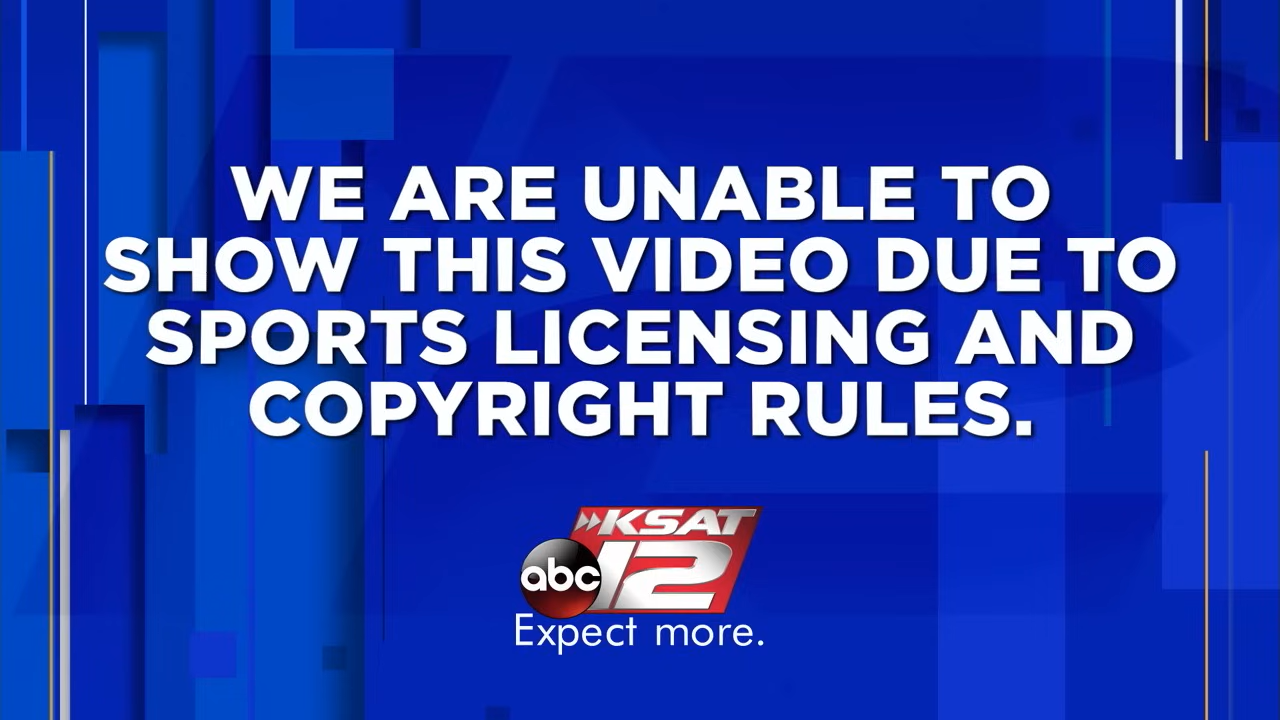 WE ARE UNABLE TO
SHOW THIS VIDEO DUE TO
SPORTS LICENSING AND
COPYRIGHT RULES.
KSAT
abc 12
Expect more.